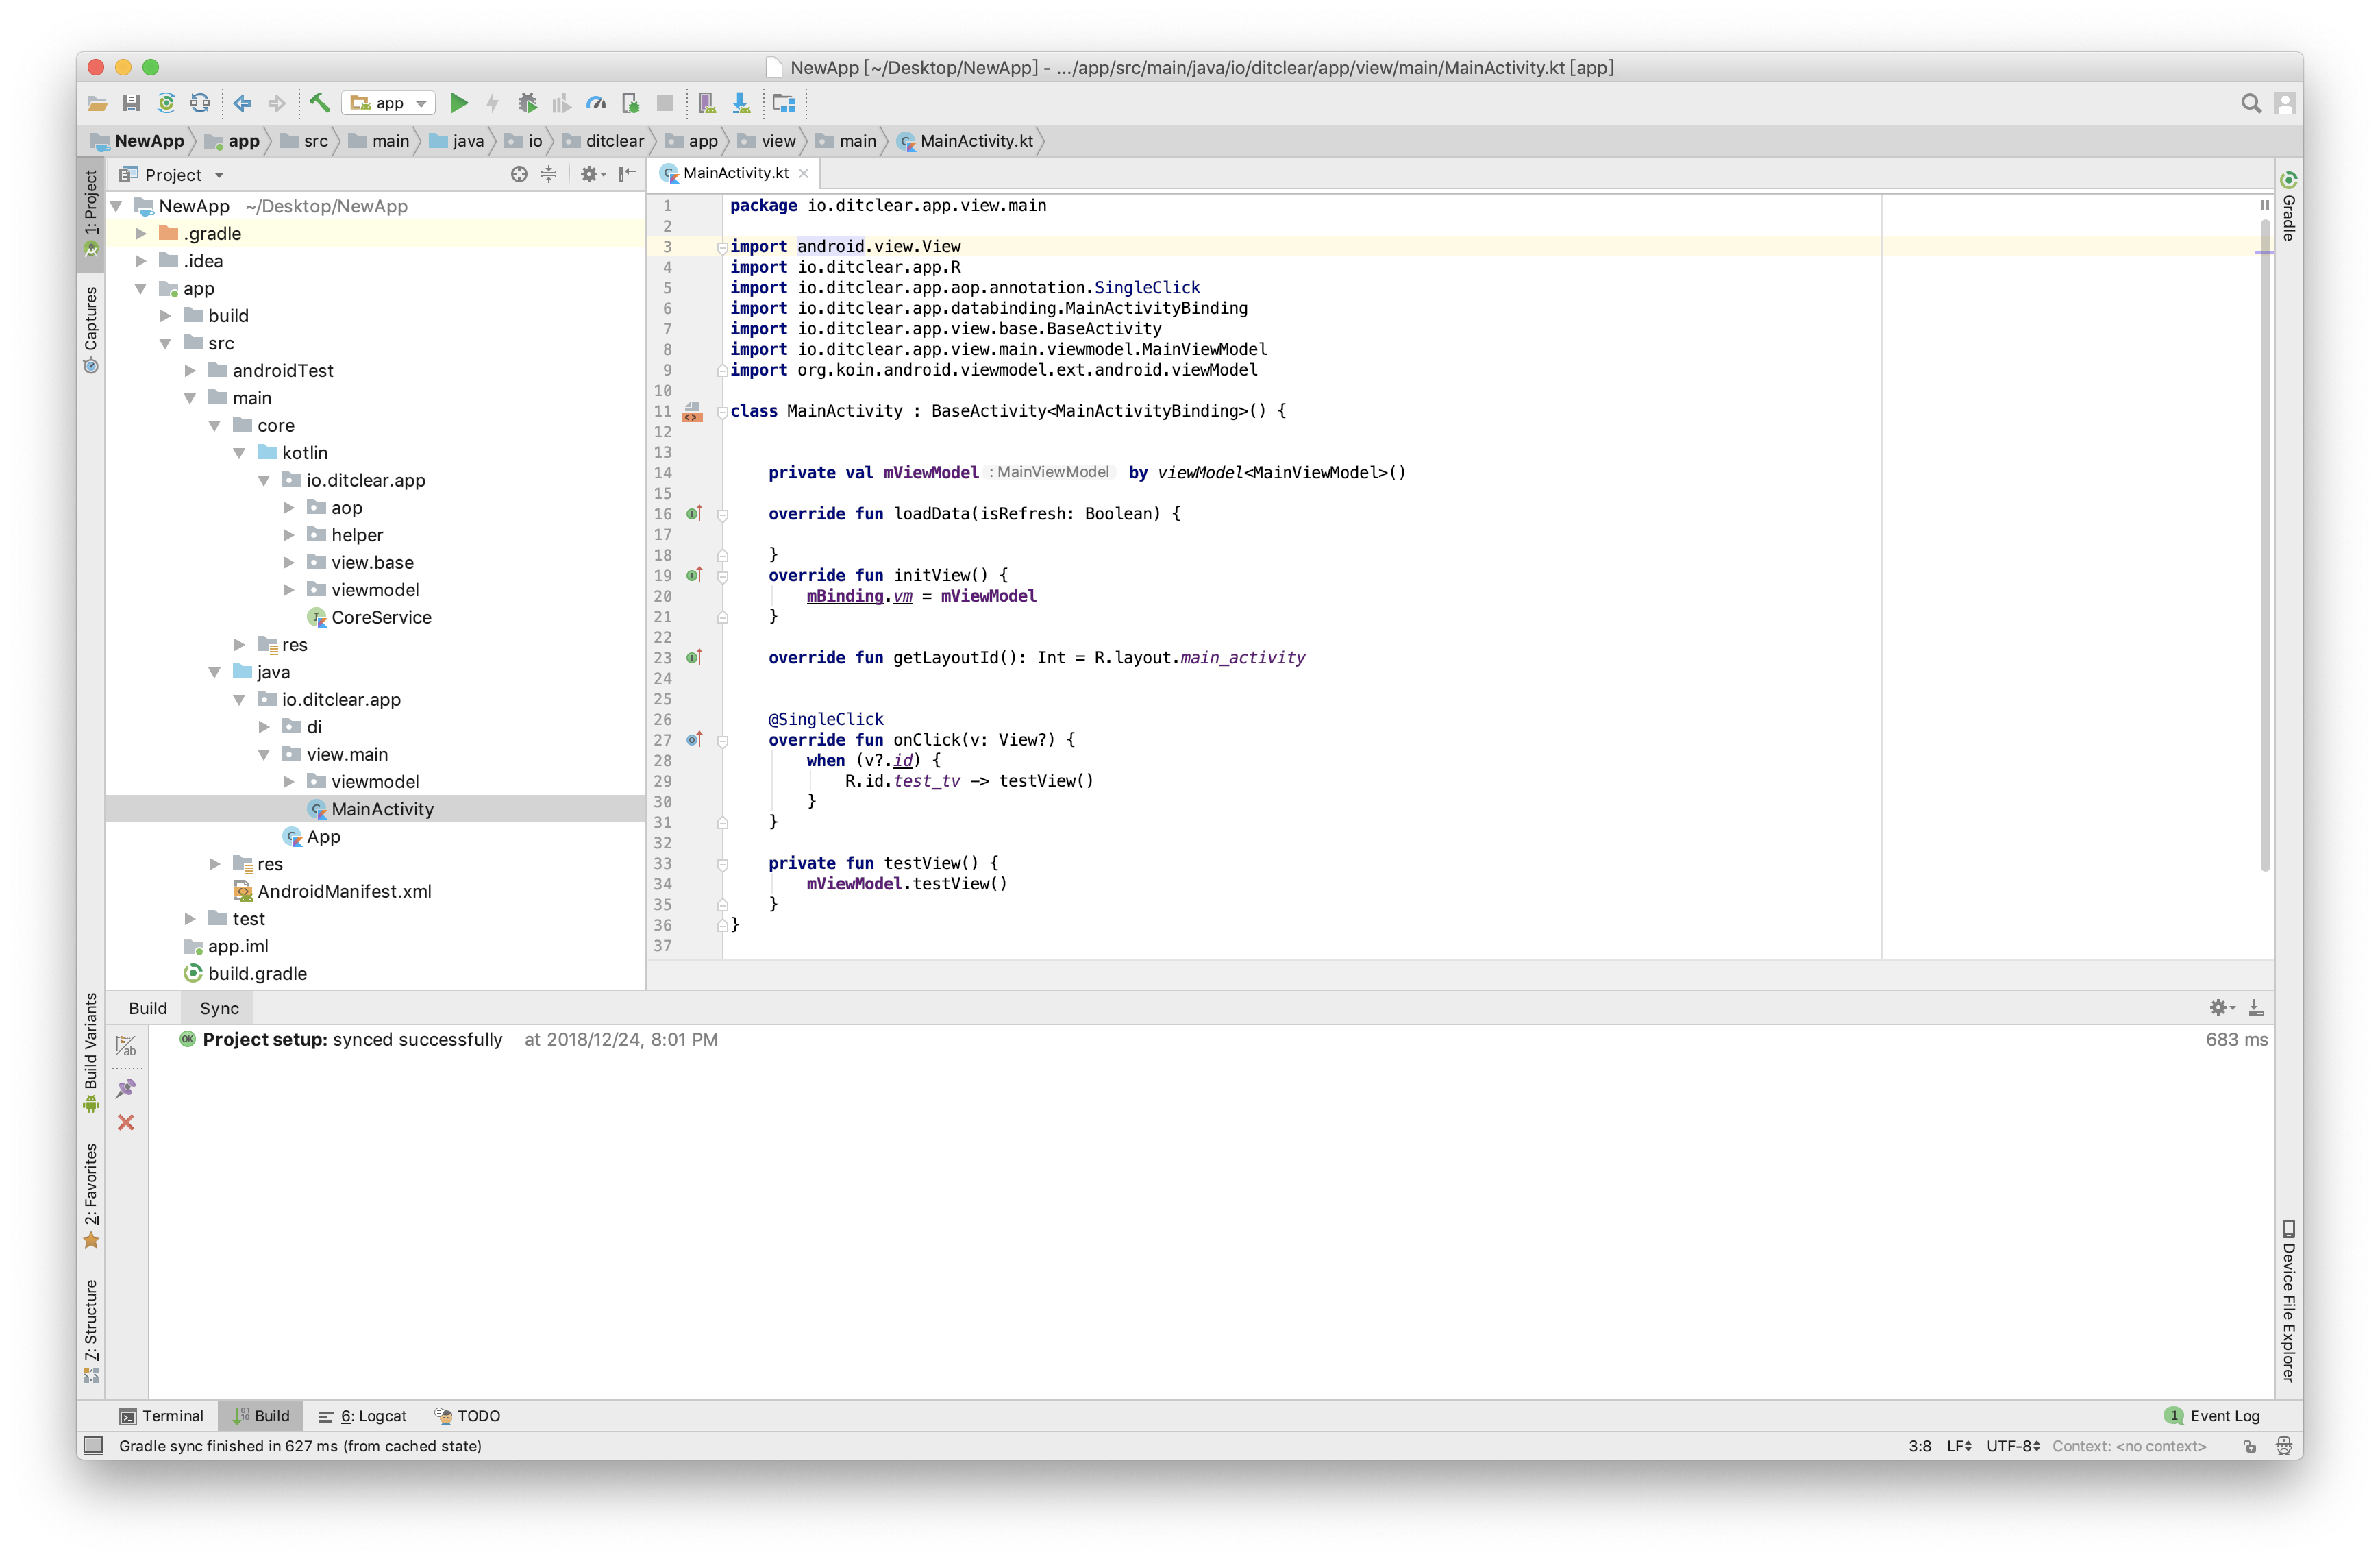 NewApp [~/Desktop/NewApp] - .../app/src/main/java/io/ditclear/app/view/main/MainActivity.kt [app]
app
NewApp app src main java io ditclear app view main MainActivity.kt
1: Project
Captures
Build Variants
2: Favorites
7: Structure
Project
NewApp ~/Desktop/NewApp
.gradle
.idea
app
build
src
androidTest
main
core
kotlin
io.ditclear.app
aop
helper
view.base
viewmodel
CoreService
res
java
io.ditclear.app
di
view.main
viewmodel
MainActivity
App
res
AndroidManifest.xml
test
app.iml
build.gradle
MainActivity.kt
1 package io.ditclear.app.view.main
2
3 import android.view.View
4 import io.ditclear.app.R
5 import io.ditclear.app.aop.annotation.SingleClick
6 import io.ditclear.app.databinding.MainActivityBinding
7 import io.ditclear.app.view.base.BaseActivity
8 import io.ditclear.app.view.main.viewmodel.MainViewModel
9 import org.koin.android.viewmodel.ext.android.viewModel
10
11 class MainActivity : BaseActivity<MainActivityBinding>() {
12
13
14 private val mViewModel : MainViewModel by viewModel<MainViewModel>()
15
16 override fun loadData(isRefresh: Boolean) {
17
18 }
19 override fun initView() {
20 mBinding.vm = mViewModel
21 }
22
23 override fun getLayoutId(): Int = R.layout.main_activity
24
25
26 @SingleClick
27 override fun onClick(v: View?) {
28 when (v?.id) {
29 R.id.test_tv -> testView()
30 }
31 }
32
33 private fun testView() {
34 mViewModel.testView()
35 }
36 }
37
Gradle
Device File Explorer
Build Sync
OK Project setup: synced successfully at 2018/12/24, 8:01 PM 683 ms
Terminal Build 6: Logcat TODO 1 Event Log
Gradle sync finished in 627 ms (from cached state) 3:8 LF UTF-8 Context: <no context>